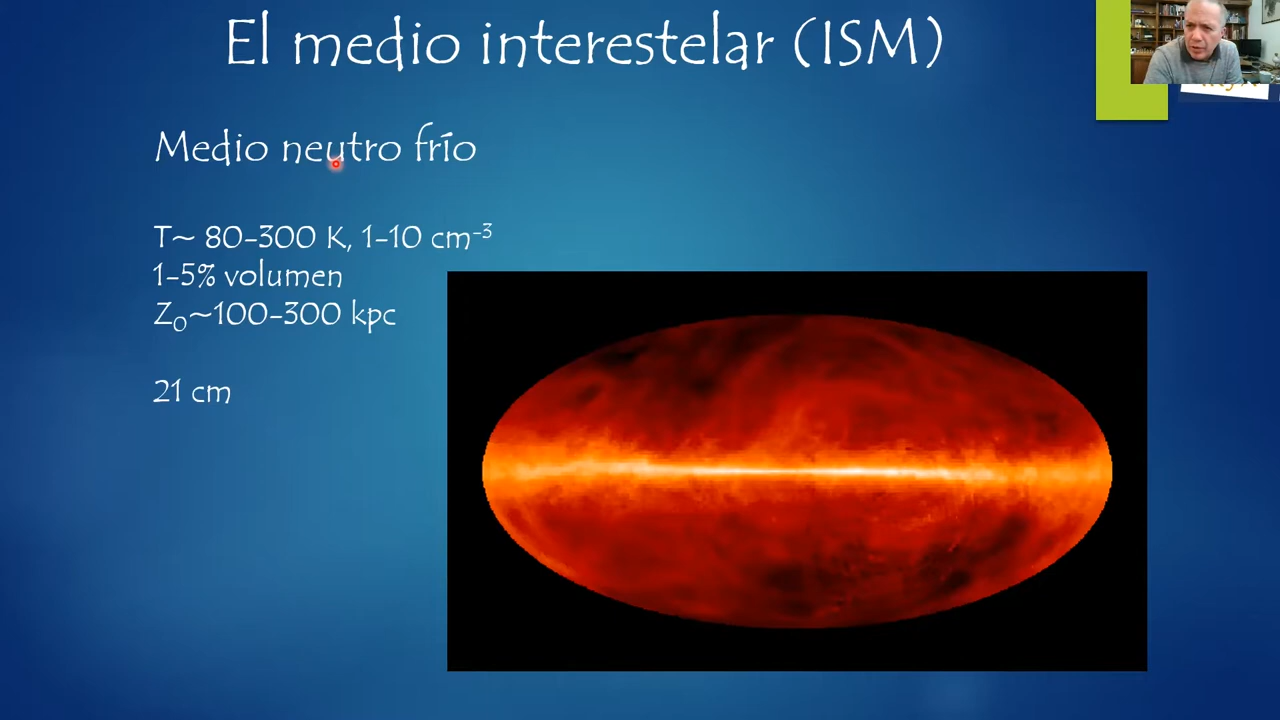 El medio interestelar (ISM)
Medio neutro frío
T~ 80-300 K, 1-10 cm⁻³
1-5% volumen
Z₀~100-300 kpc
21 cm